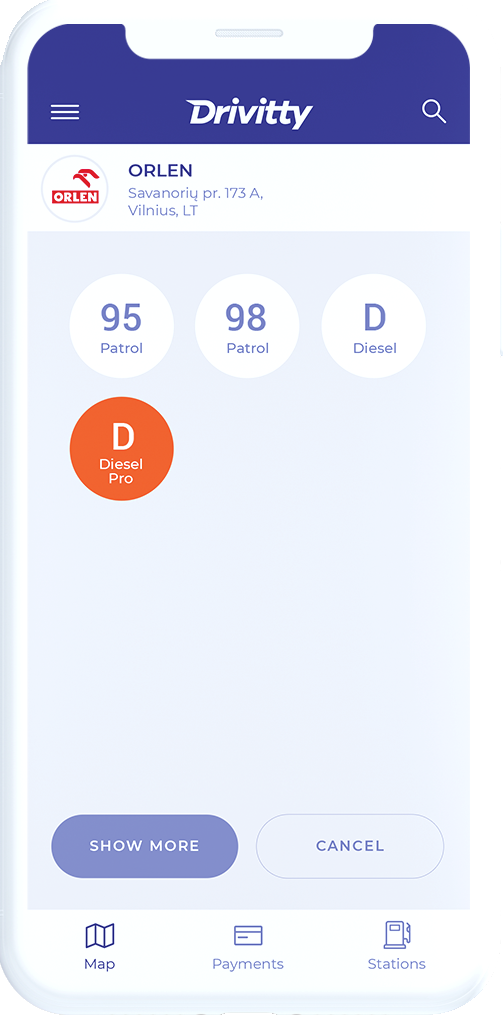 Drivitty
ORLEN
ORLEN
Savanorių pr. 173 A,
Vilnius, LT
95
Patrol
98
Patrol
D
Diesel
D
Diesel
Pro
SHOW MORE
CANCEL
Map
Payments
Stations